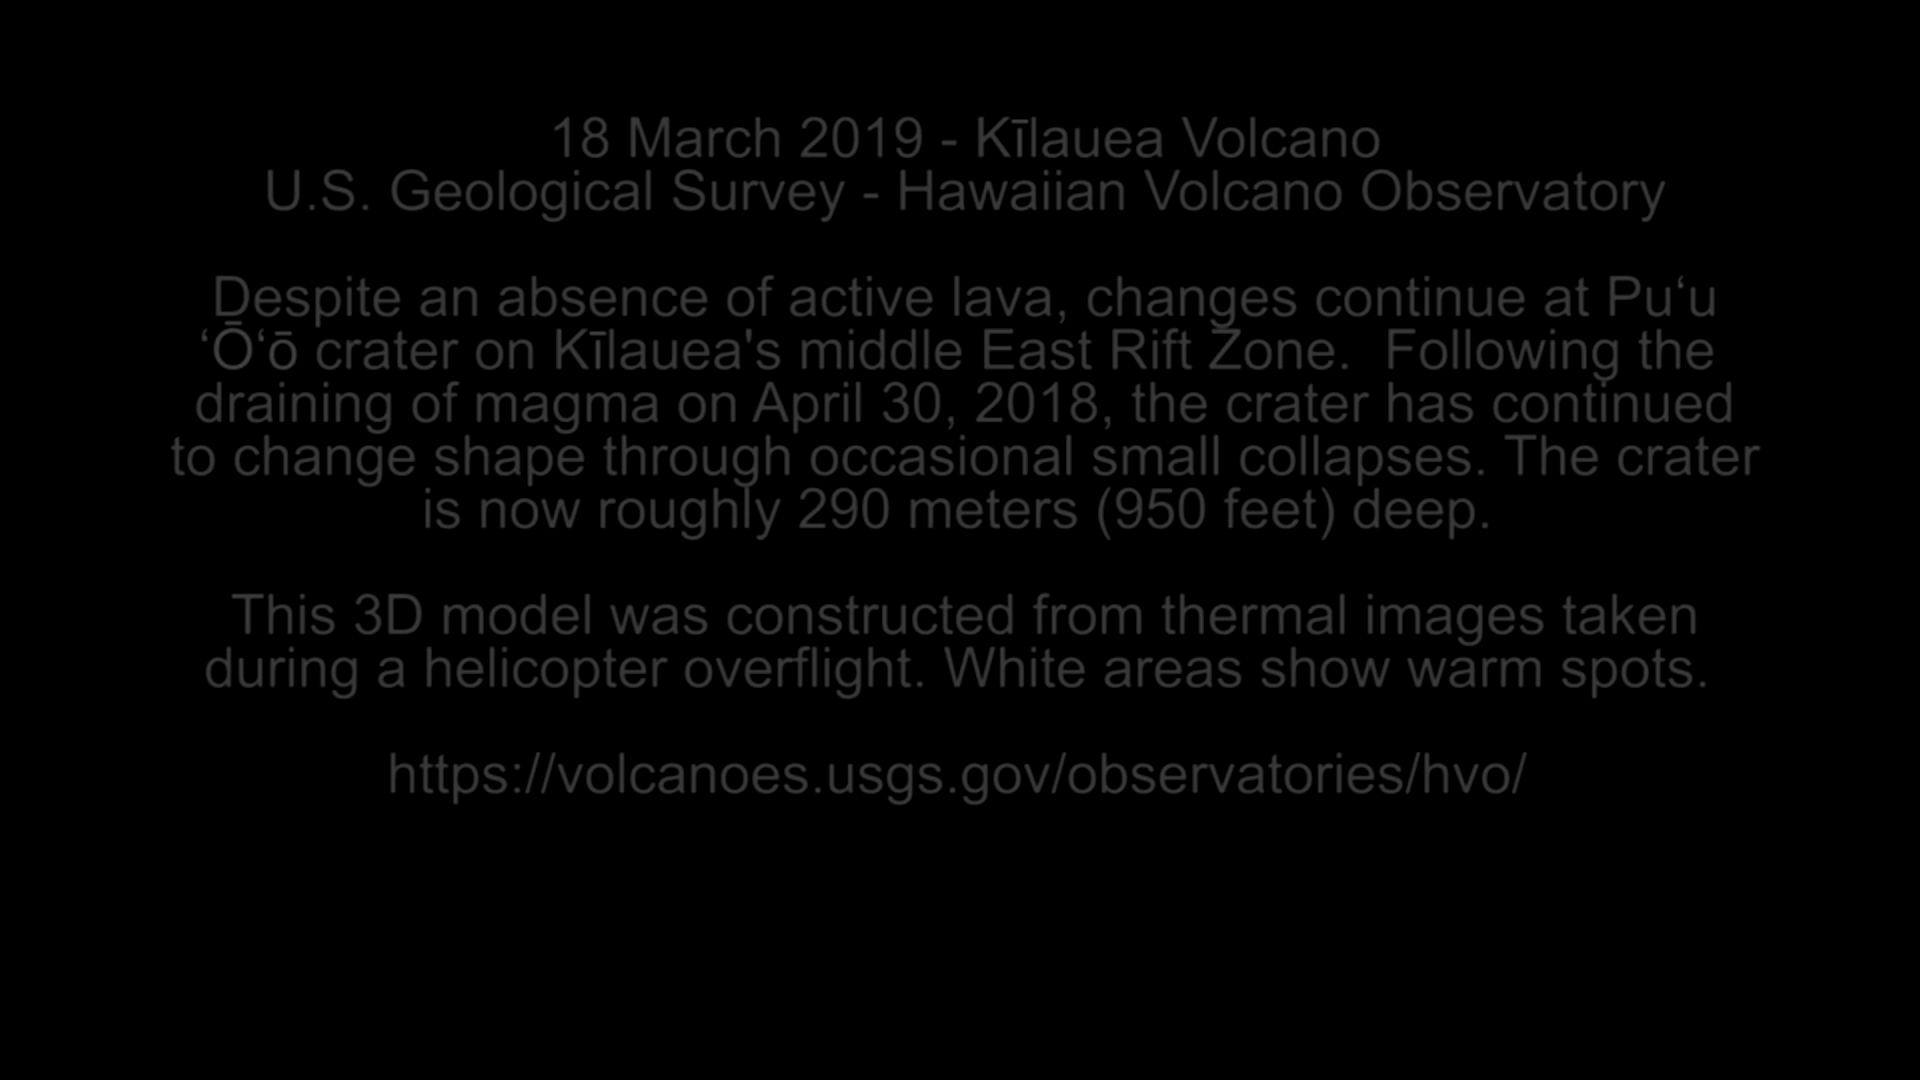 18 March 2019 - Kīlauea Volcano
U.S. Geological Survey - Hawaiian Volcano Observatory
Despite an absence of active lava, changes continue at Puʻu
ʻŌʻō crater on Kīlauea's middle East Rift Zone.  Following the
draining of magma on April 30, 2018, the crater has continued
to change shape through occasional small collapses. The crater
is now roughly 290 meters (950 feet) deep.
This 3D model was constructed from thermal images taken
during a helicopter overflight. White areas show warm spots.
https://volcanoes.usgs.gov/observatories/hvo/